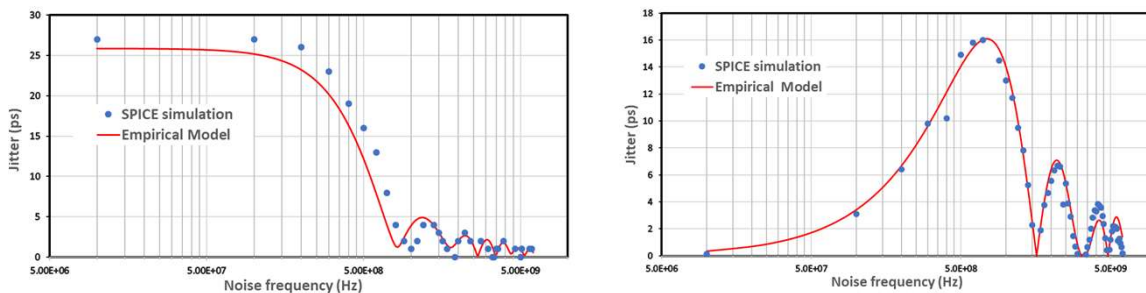 30
25
20
15
10
5
0
Jitter (ps)
SPICE simulation
Empirical Model
5.00E+06 5.00E+07 5.00E+08 5.00E+09
Noise frequency (Hz)
18
16
14
12
10
8
6
4
2
0
Jitter (ps)
SPICE simulation
Empirical Model
5.0E+06 5.0E+07 5.0E+08 5.0E+09
Noise frequency (Hz)